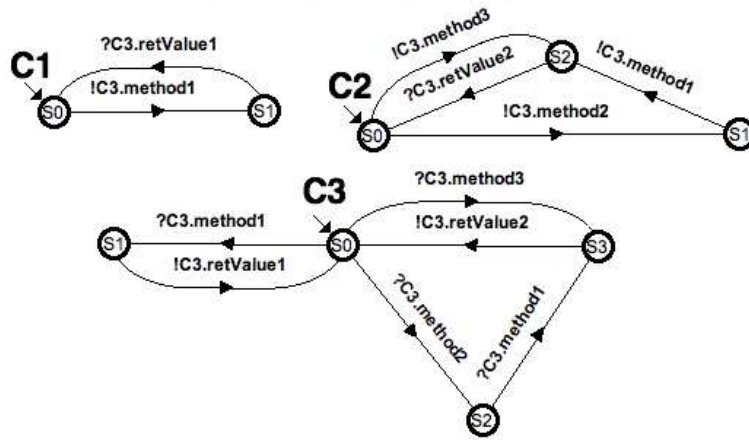 C1
?C3.retValue1
!C3.method1
S0
S1
C2
!C3.method3
?C3.retValue2
!C3.method1
!C3.method2
S0
S2
S1
C3
?C3.method1
!C3.retValue1
?C3.method3
!C3.retValue2
?C3.method2
?C3.method1
S1
S0
S3
S2